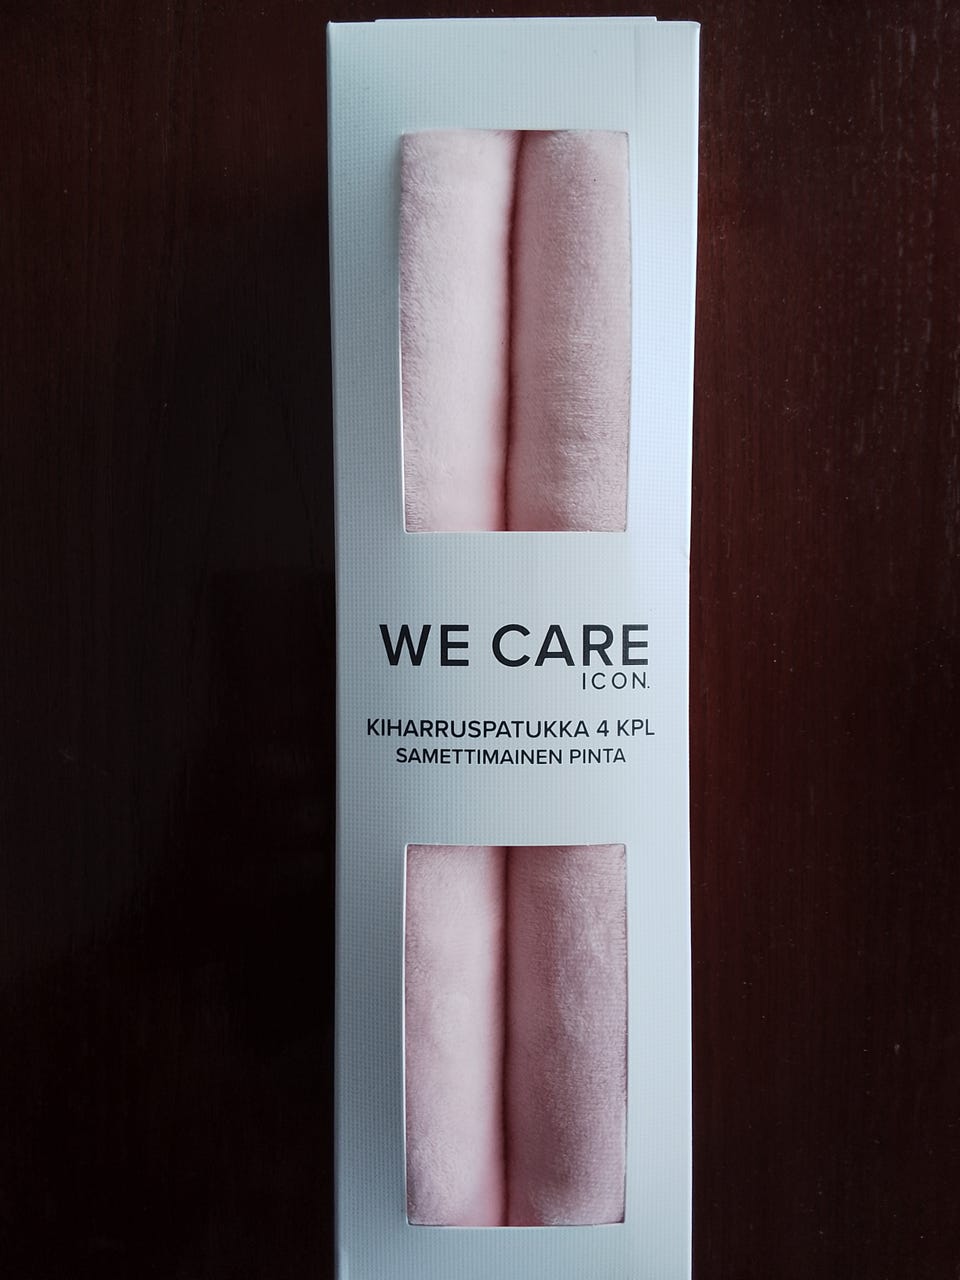 WE CARE
ICON.
KIHARRUSPATUKKA 4 KPL
SAMETTIMAINEN PINTA